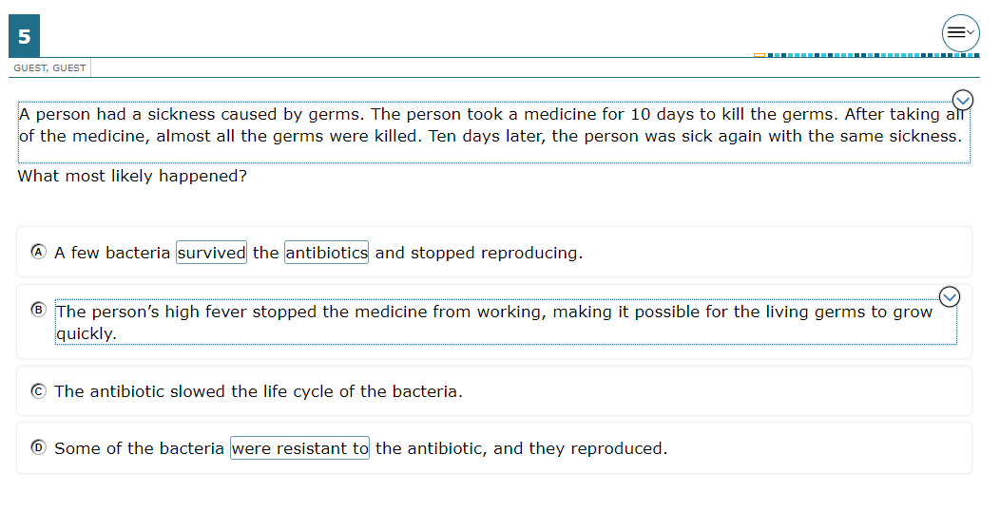 5
GUEST, GUEST
A person had a sickness caused by germs. The person took a medicine for 10 days to kill the germs. After taking all
of the medicine, almost all the germs were killed. Ten days later, the person was sick again with the same sickness.
What most likely happened?
A A few bacteria survived the antibiotics and stopped reproducing.
B The person’s high fever stopped the medicine from working, making it possible for the living germs to grow
quickly.
C The antibiotic slowed the life cycle of the bacteria.
D Some of the bacteria were resistant to the antibiotic, and they reproduced.